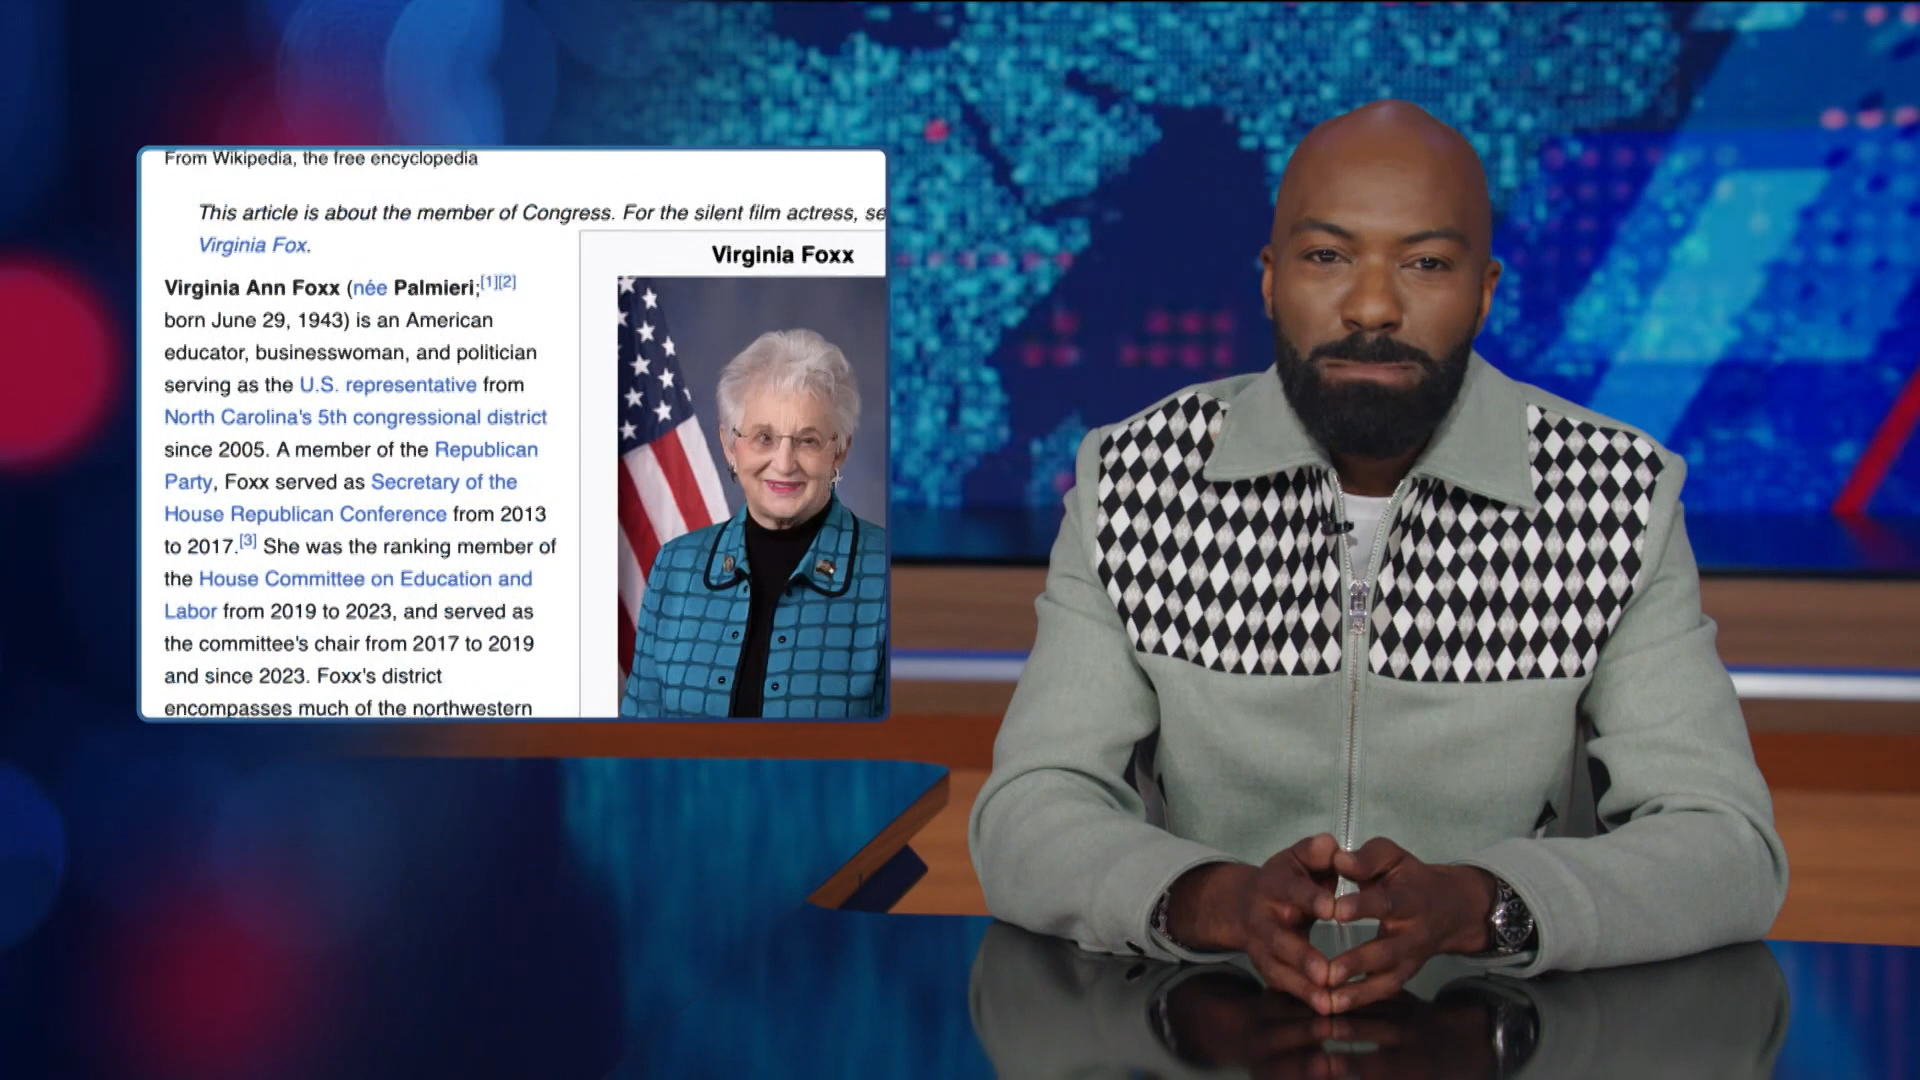 From Wikipedia, the free encyclopedia
This article is about the member of Congress. For the silent film actress, se
Virginia Fox.
Virginia Foxx
Virginia Ann Foxx (née Palmieri;[1][2]
born June 29, 1943) is an American
educator, businesswoman, and politician
serving as the U.S. representative from
North Carolina's 5th congressional district
since 2005. A member of the Republican
Party, Foxx served as Secretary of the
House Republican Conference from 2013
to 2017.[3] She was the ranking member of
the House Committee on Education and
Labor from 2019 to 2023, and served as
the committee's chair from 2017 to 2019
and since 2023. Foxx's district
encompasses much of the northwestern